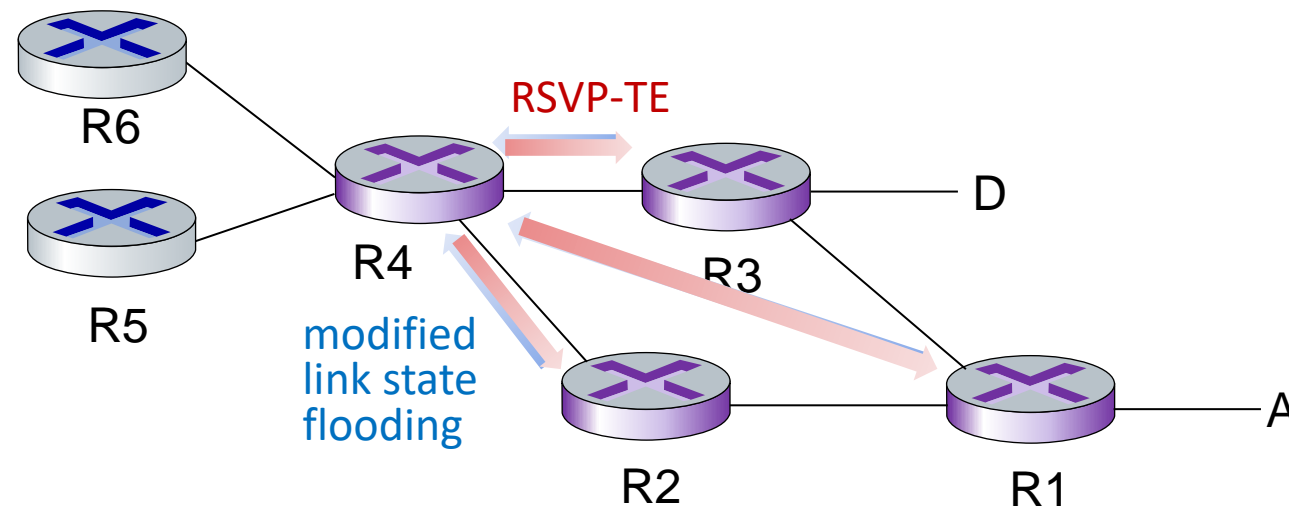 R6
RSVP-TE
D
R4
R3
R5
modified
link state
flooding
A
R2
R1